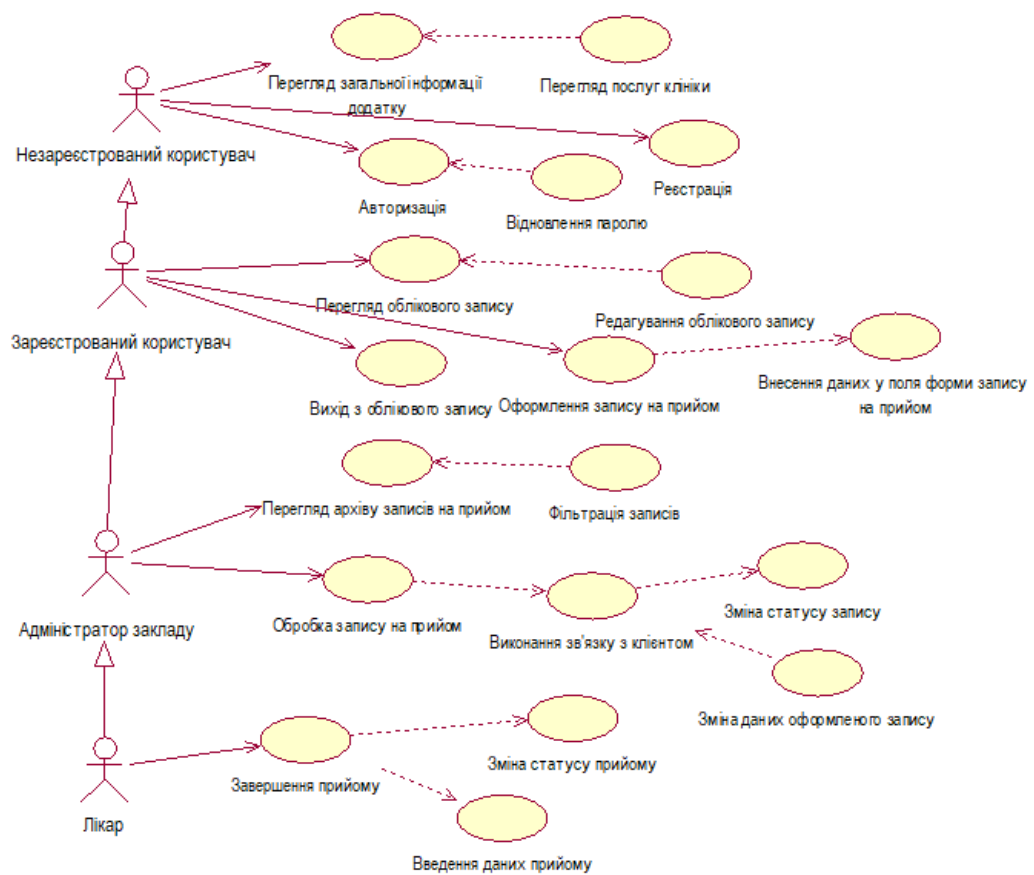 Перегляд загальної інформації
додатку
Перегляд послуг клініки
Незареєстрований користувач
Авторизація
Відновлення паролю
Реєстрація
Перегляд облікового запису
Редагування облікового запису
Зареєстрований користувач
Вихід з облікового запису
Оформлення запису на прийом
Внесення даних у поля форми запису
на прийом
Перегляд архіву записів на прийом
Фільтрація записів
Адміністратор закладу
Обробка запису на прийом
Виконання зв'язку з клієнтом
Зміна статусу запису
Зміна даних оформленого запису
Лікар
Завершення прийому
Зміна статусу прийому
Введення даних прийому